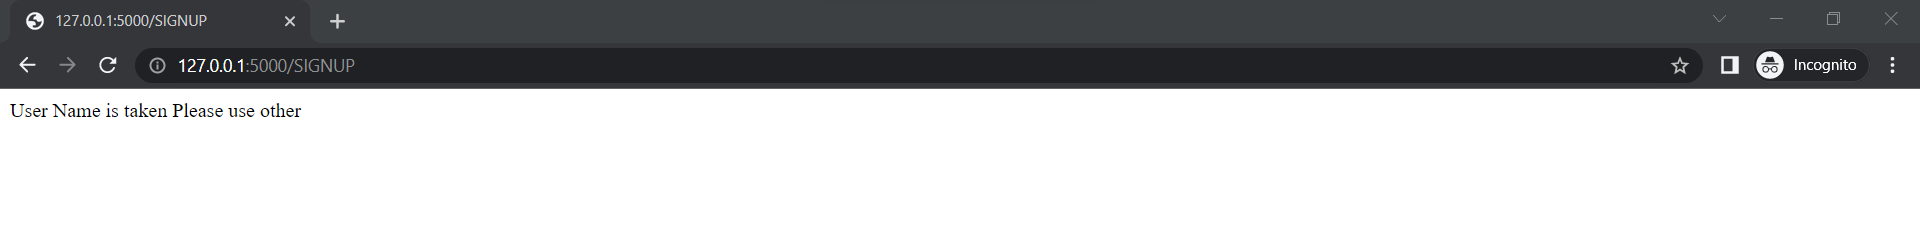 127.0.0.1:5000/SIGNUP
127.0.0.1:5000/SIGNUP
Incognito
User Name is taken Please use other